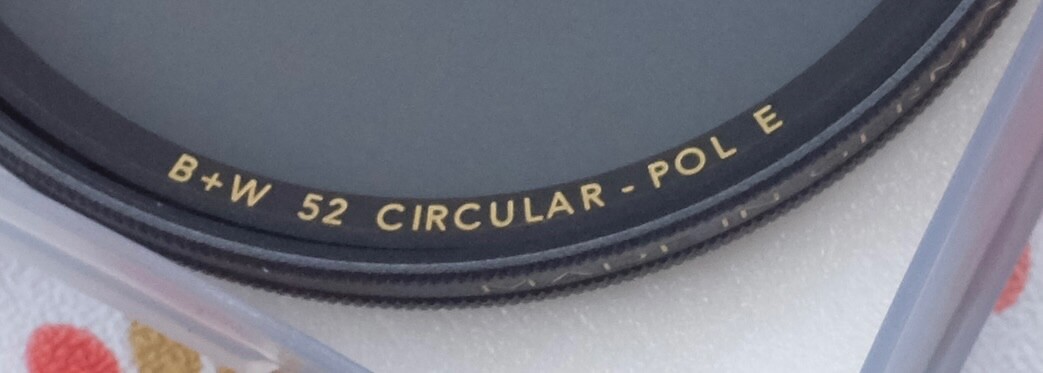 B+W 52 CIRCULAR - POL E